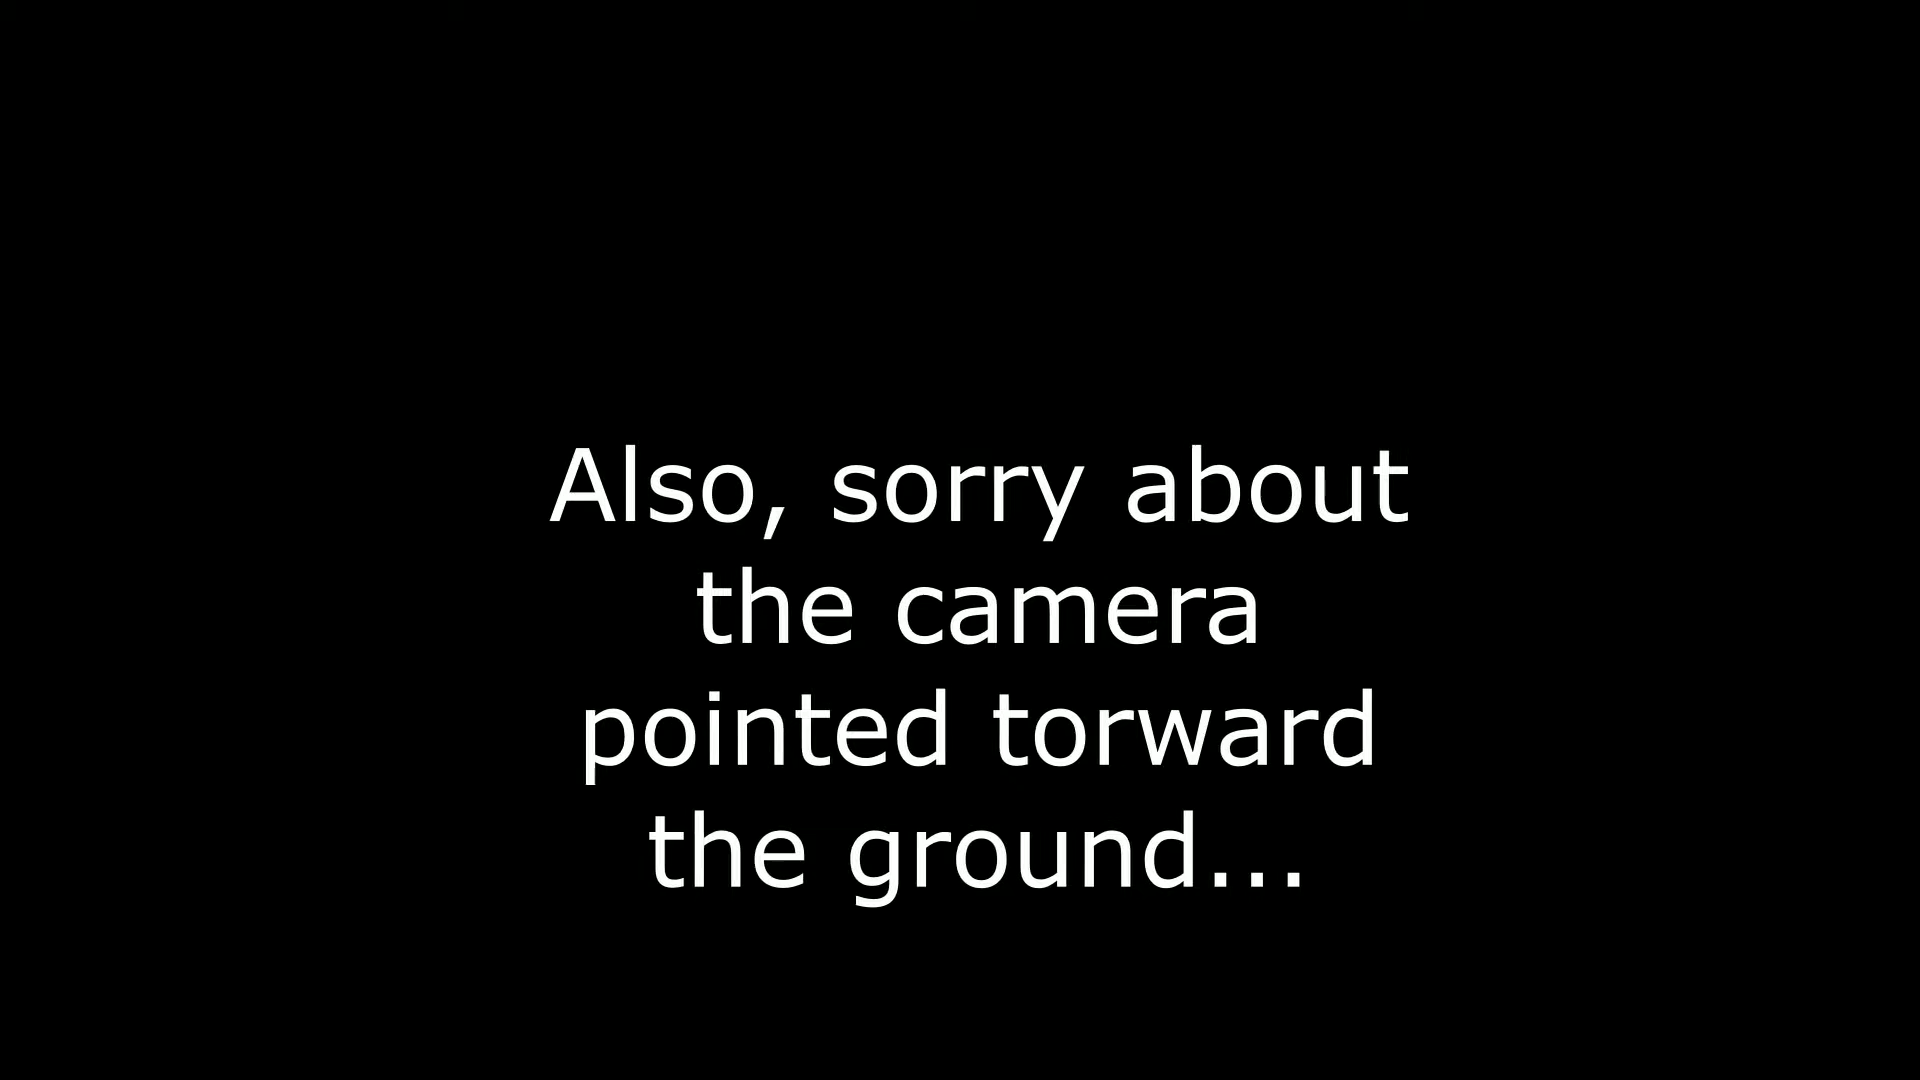 Also, sorry about
the camera
pointed torward
the ground...